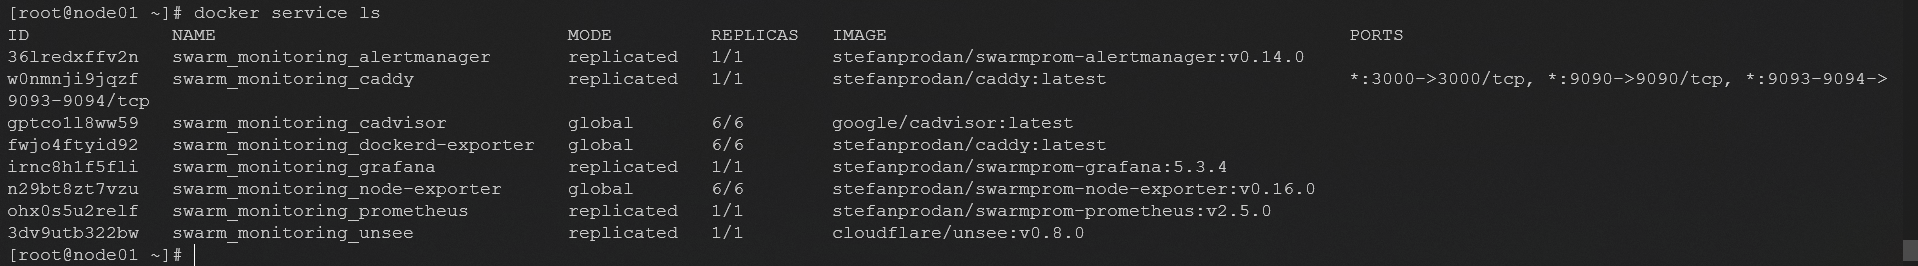 [root@node01 ~]# docker service ls
ID NAME MODE REPLICAS IMAGE PORTS
36lredxffv2n swarm_monitoring_alertmanager replicated 1/1 stefanprodan/swarmprom-alertmanager:v0.14.0
w0nmnji9jqzf swarm_monitoring_caddy replicated 1/1 stefanprodan/caddy:latest *:3000->3000/tcp, *:9090->9090/tcp, *:9093-9094->
9093-9094/tcp
gptco1l8ww59 swarm_monitoring_cadvisor global 6/6 google/cadvisor:latest
fwjo4ftyid92 swarm_monitoring_dockerd-exporter global 6/6 stefanprodan/caddy:latest
irnc8h1f5fli swarm_monitoring_grafana replicated 1/1 stefanprodan/swarmprom-grafana:5.3.4
n29bt8zt7vzu swarm_monitoring_node-exporter global 6/6 stefanprodan/swarmprom-node-exporter:v0.16.0
ohx0s5u2relf swarm_monitoring_prometheus replicated 1/1 stefanprodan/swarmprom-prometheus:v2.5.0
3dv9utb322bw swarm_monitoring_unsee replicated 1/1 cloudflare/unsee:v0.8.0
[root@node01 ~]#